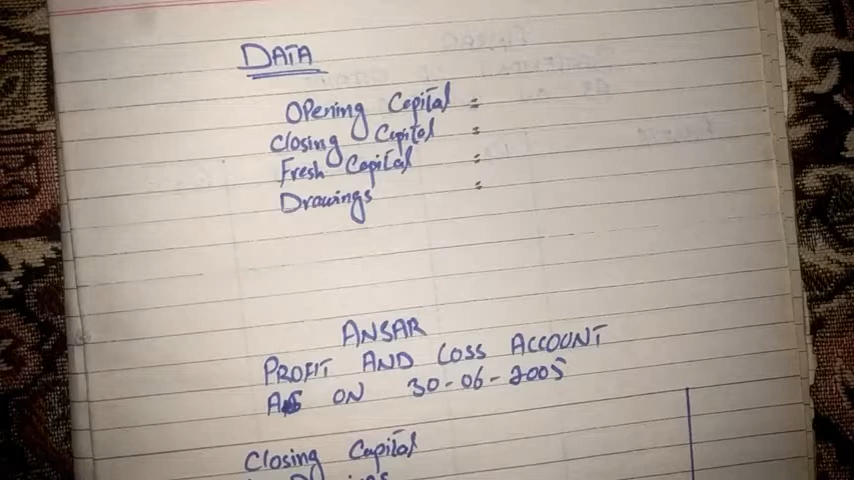 DATA
Opening Capital =
Closing Capital =
Fresh Capital =
Drawings =
ANSAR
PROFIT AND LOSS ACCOUNT
AS ON 30-06-2005
Closing Capital